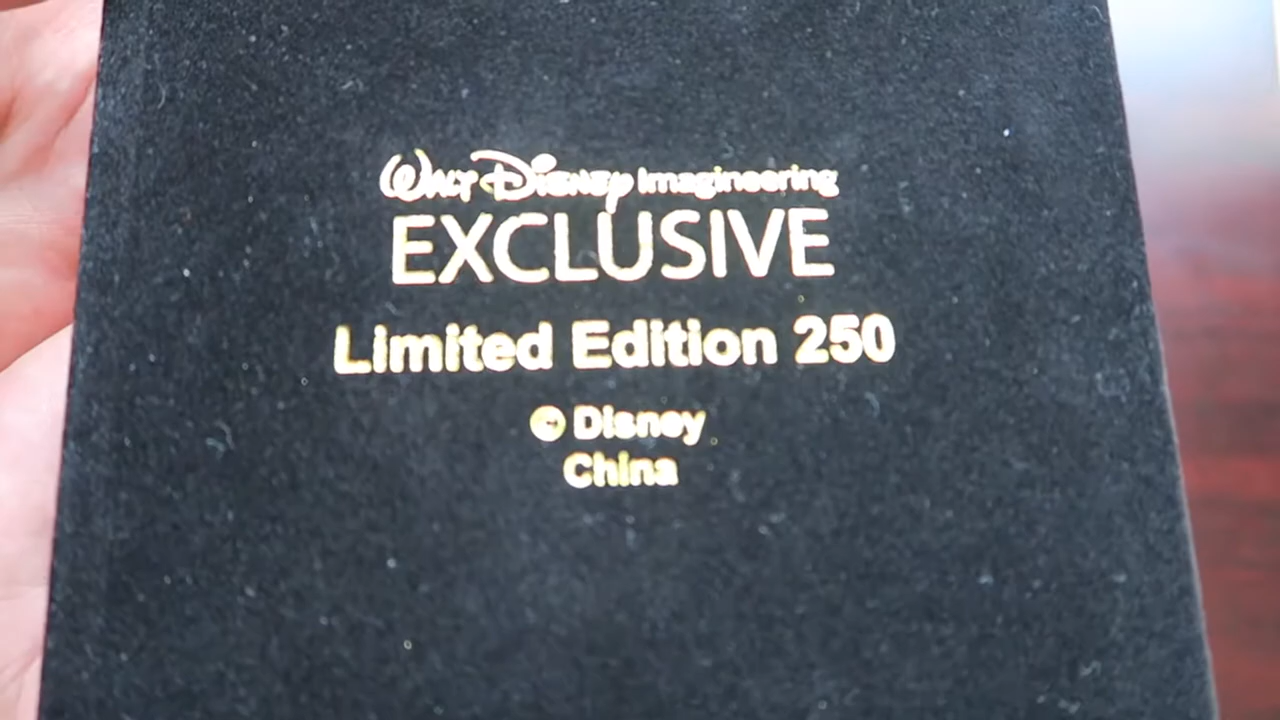 Walt Disney Imagineering
EXCLUSIVE
Limited Edition 250
© Disney
China